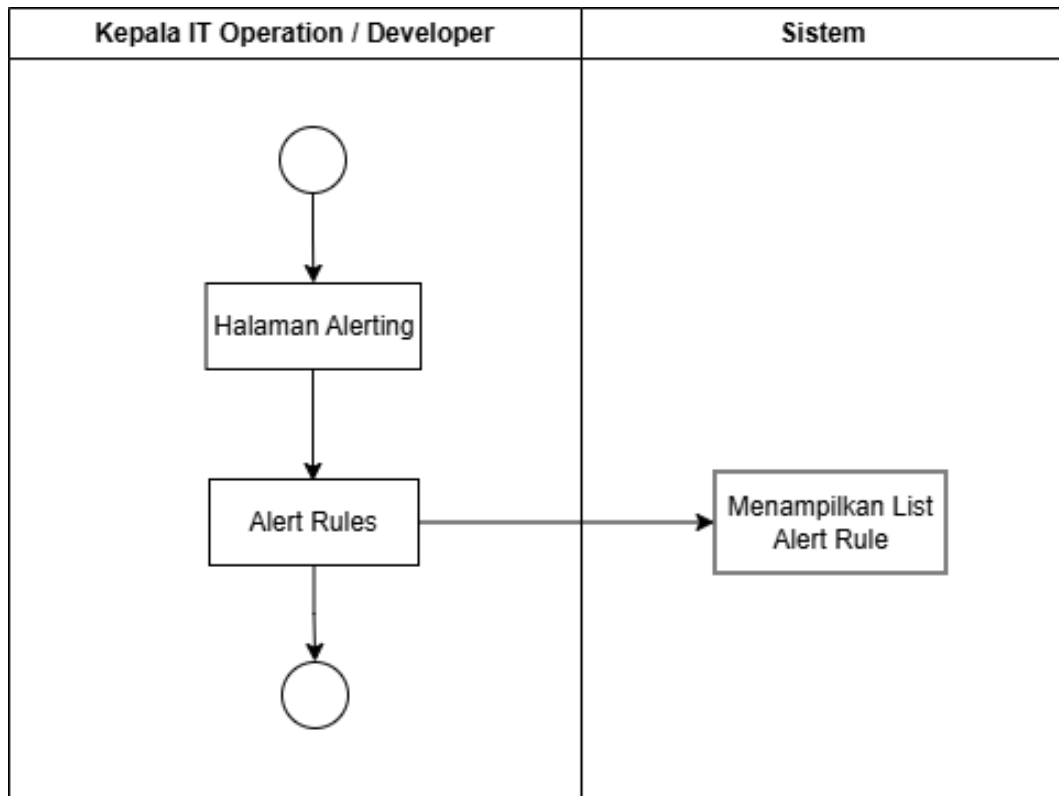 Kepala IT Operation / Developer
Sistem
Halaman Alerting
Alert Rules
Menampilkan List
Alert Rule